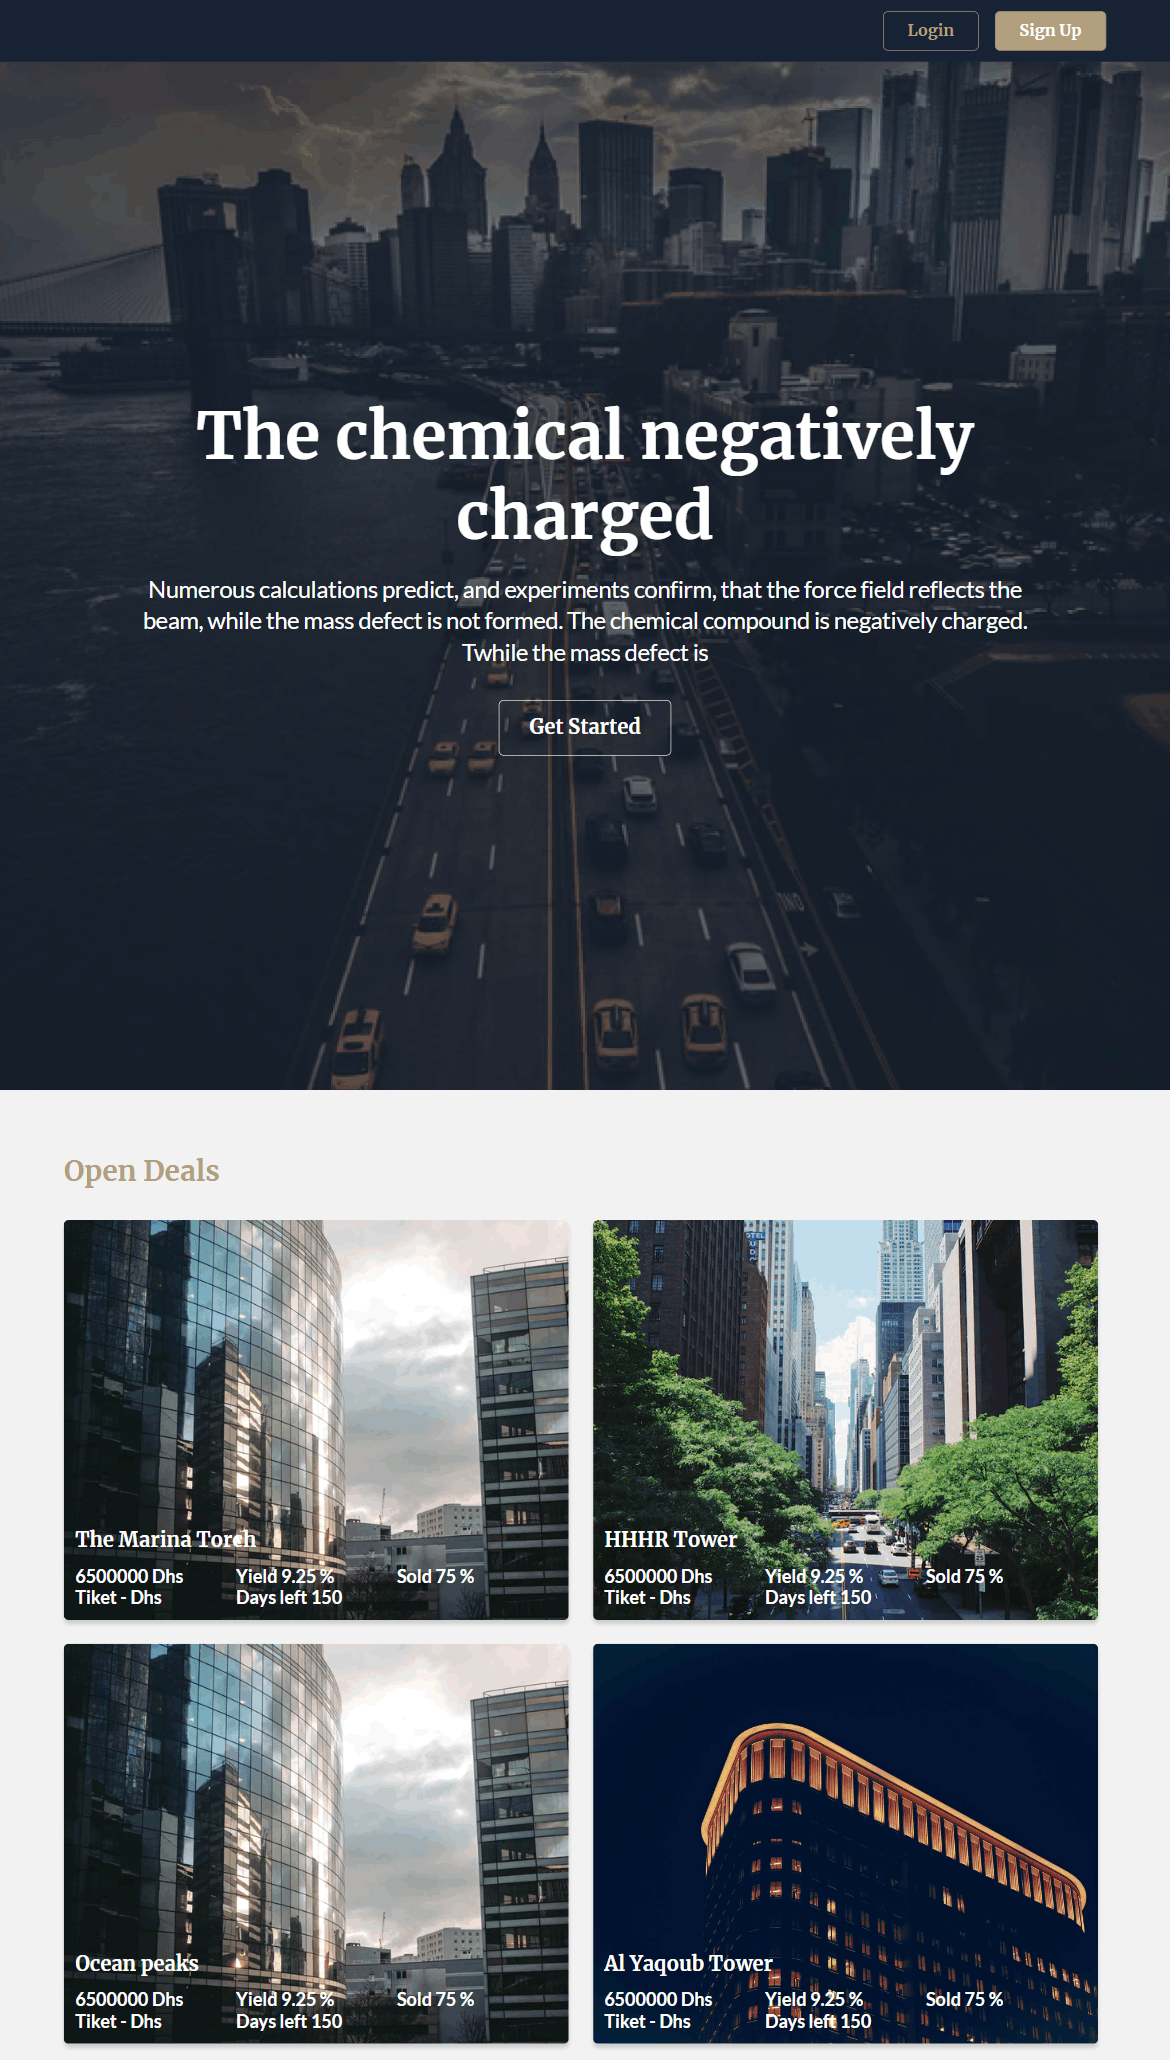 Login
Sign Up
The chemical negatively
charged
Numerous calculations predict, and experiments confirm, that the force field reflects the
beam, while the mass defect is not formed. The chemical compound is negatively charged.
Twhile the mass defect is
Get Started
Open Deals
The Marina Torch
6500000 Dhs
Yield 9.25 %
Sold 75 %
Tiket - Dhs
Days left 150
HHHR Tower
6500000 Dhs
Yield 9.25 %
Sold 75 %
Tiket - Dhs
Days left 150
Ocean peaks
6500000 Dhs
Yield 9.25 %
Sold 75 %
Tiket - Dhs
Days left 150
Al Yaqoub Tower
6500000 Dhs
Yield 9.25 %
Sold 75 %
Tiket - Dhs
Days left 150